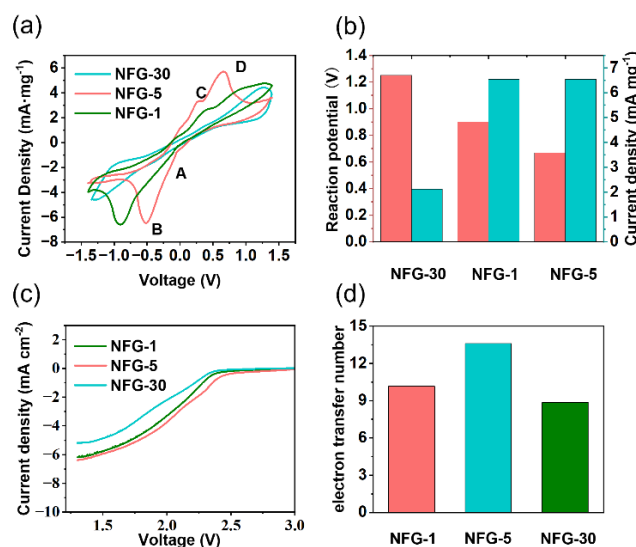 (a)
Current Density (mA·mg⁻¹)
6
4
2
0
−2
−4
−6
−8
NFG-30
NFG-5
NFG-1
A
B
C
D
−1.5 −1.0 −0.5 0.0 0.5 1.0 1.5
Voltage (V)
(b)
Reaction potential (V)
1.4
1.2
1.0
0.8
0.6
0.4
0.2
0.0
7
6
5
4
3
2
1
0
Current density (mA mg⁻¹)
NFG-30 NFG-1 NFG-5
(c)
Current density (mA cm⁻²)
4
2
0
−2
−4
−6
−8
−10
NFG-1
NFG-5
NFG-30
1.5 2.0 2.5 3.0
Voltage (V)
(d)
electron transfer number
15
12
9
6
3
0
NFG-1 NFG-5 NFG-30